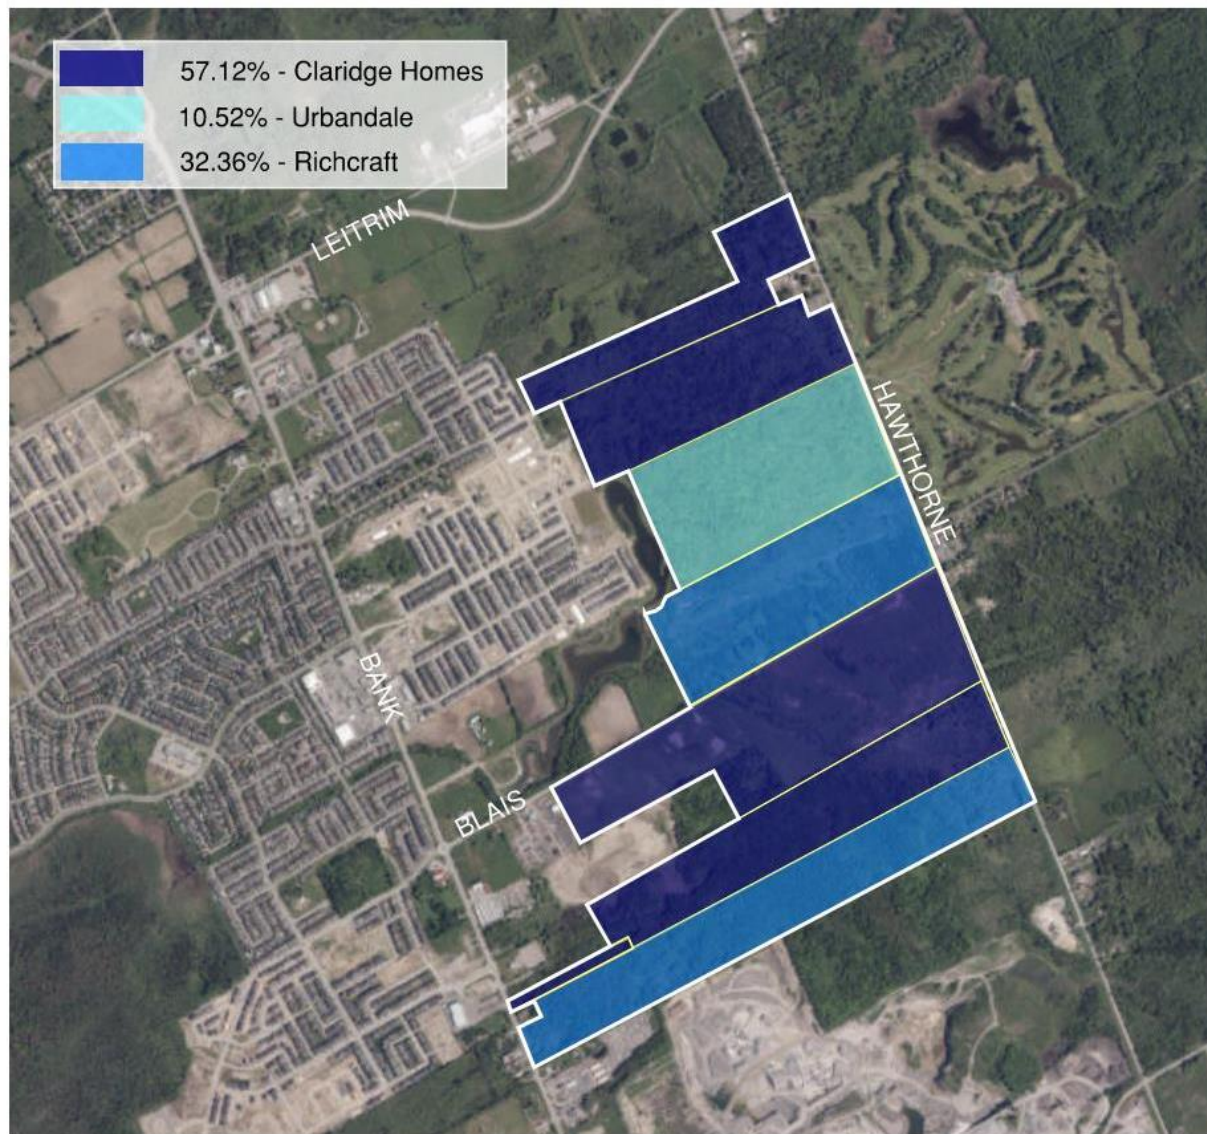 57.12% - Claridge Homes
10.52% - Urbandale
32.36% - Richcraft
LEITRIM
HAWTHORNE
BANK
BLAIS